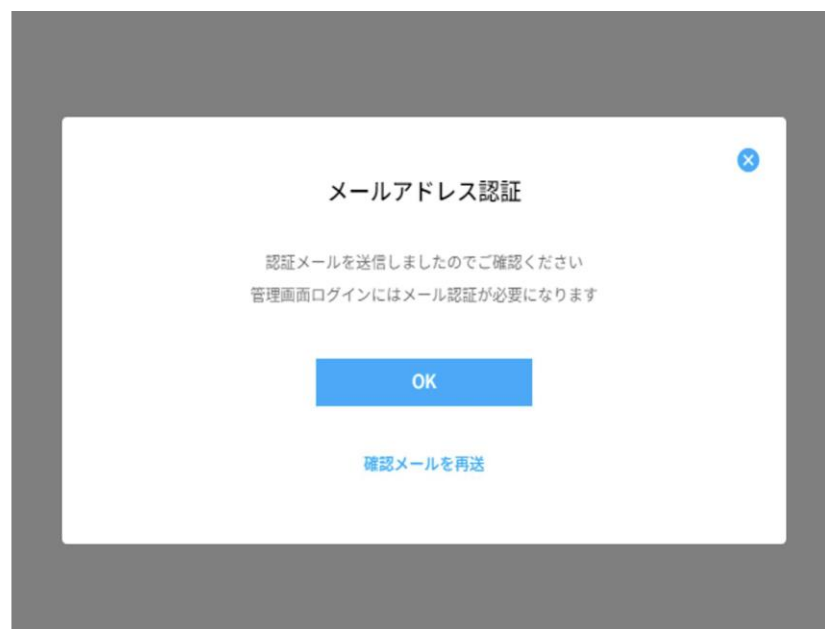 メールアドレス認証
認証メールを送信しましたのでご確認ください
管理画面ログインにはメール認証が必要になります
OK
確認メールを再送